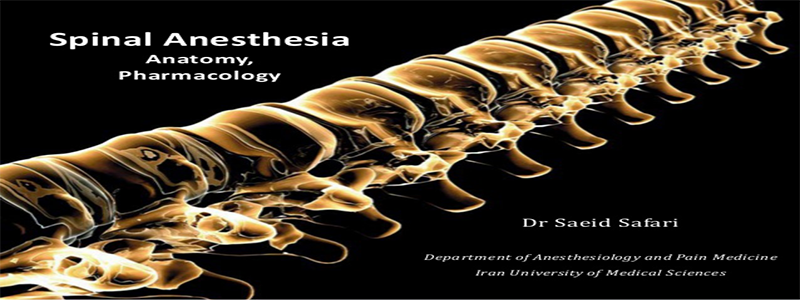 Spinal Anesthesia
Anatomy,
Pharmacology
Dr Saeid Safari
Department of Anesthesiology and Pain Medicine
Iran University of Medical Sciences